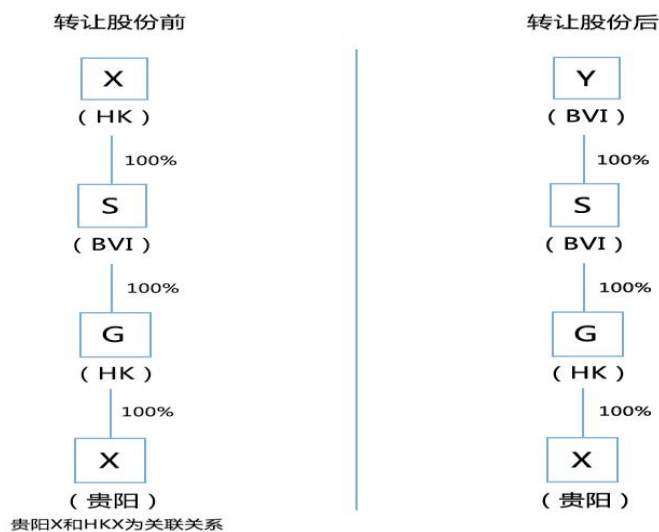 转让股份前
转让股份后
X
Y
(HK)
(BVI)
100%
100%
S
S
(BVI)
(BVI)
100%
100%
G
G
(HK)
(HK)
100%
100%
X
X
(贵阳)
(贵阳)
贵阳X和HKX为关联关系